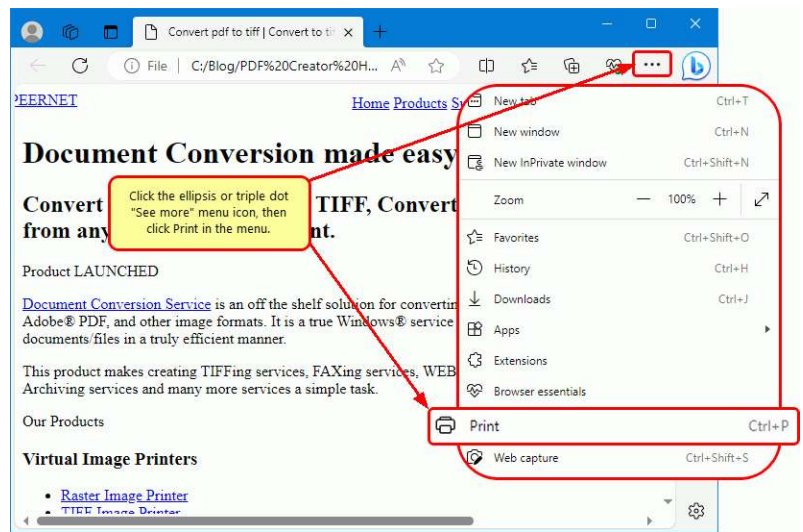 Convert pdf to tiff | Convert to ti
File | C:/Blog/PDF%20Creator%20H...
PEERNET
Home Products Su
Document Conversion made easy
Convert TIFF, Convert
from any nt.
Click the ellipsis or triple dot
"See more" menu icon, then
click Print in the menu.
Product LAUNCHED
Document Conversion Service is an off the shelf solution for convertin
Adobe® PDF, and other image formats. It is a true Windows® service
documents/files in a truly efficient manner.
This product makes creating TIFFing services, FAXing services, WEB
Archiving services and many more services a simple task.
Our Products
Virtual Image Printers
Raster Image Printer
TIFF Image Printer
New tab Ctrl+T
New window Ctrl+N
New InPrivate window Ctrl+Shift+N
Zoom — 100% +
Favorites Ctrl+Shift+O
History Ctrl+H
Downloads Ctrl+J
Apps
Extensions
Browser essentials
Print Ctrl+P
Web capture Ctrl+Shift+S